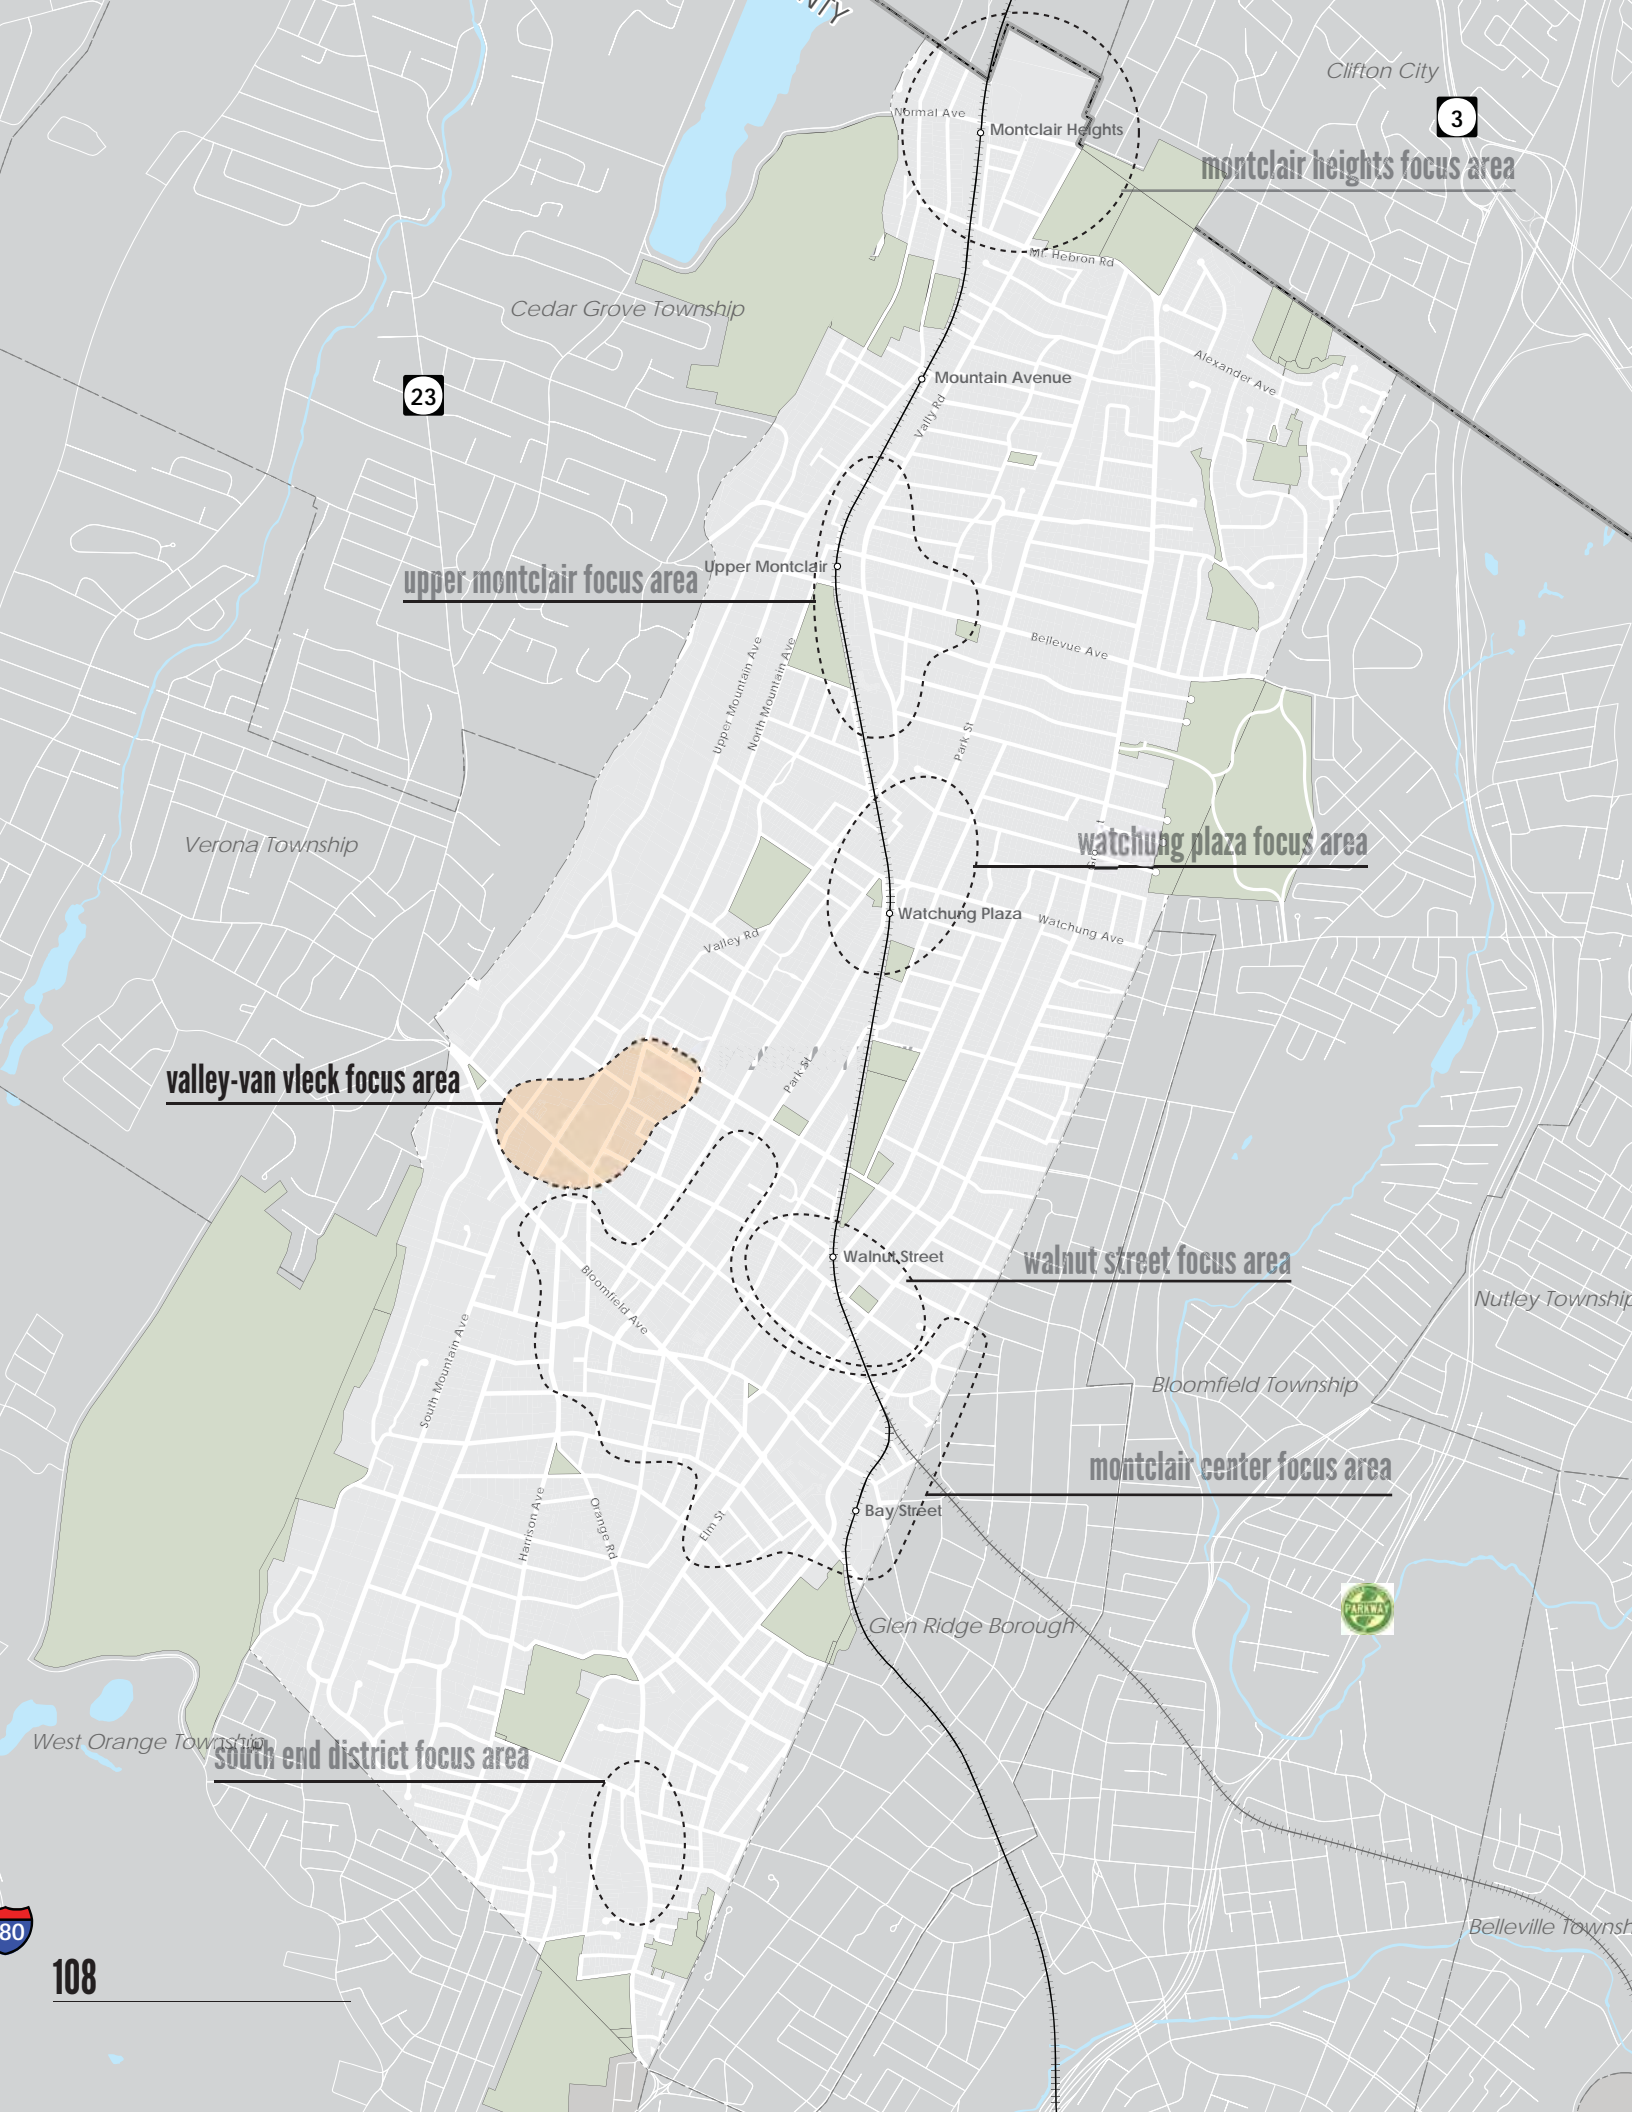 NTY
Clifton City
3
Normal Ave
Montclair Heights
montclair heights focus area
Mt. Hebron Rd
Cedar Grove Township
Alexander Ave
Mountain Avenue
23
Vally Rd
Upper Montclair
upper montclair focus area
Bellevue Ave
Upper Mountain Ave
North Mountain Ave
Park St
Verona Township
watchung plaza focus area
Watchung Plaza
Watchung Ave
Valley Rd
valley-van vleck focus area
Park St
Walnut Street
walnut street focus area
Bloomfield Ave
Nutley Township
South Mountain Ave
Bloomfield Township
montclair center focus area
Harrison Ave
Orange Rd
Elm St
Bay Street
PARKWAY
Glen Ridge Borough
West Orange Township
south end district focus area
80
Belleville Townsh
108